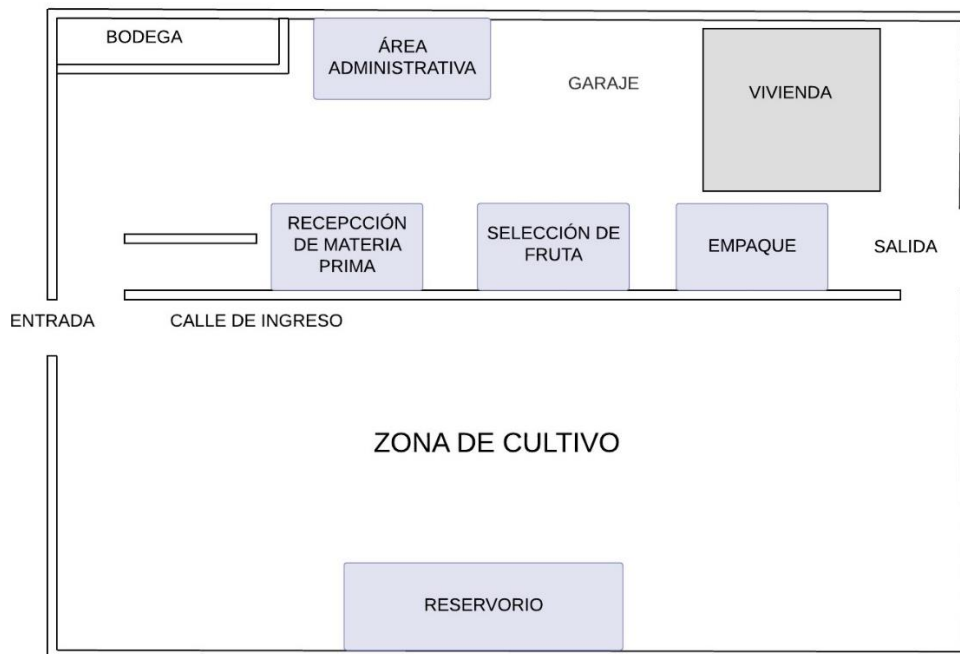 BODEGA
ÁREA
ADMINISTRATIVA
GARAJE
VIVIENDA
RECEPCCIÓN
DE MATERIA
PRIMA
SELECCIÓN DE
FRUTA
EMPAQUE
SALIDA
ENTRADA
CALLE DE INGRESO
ZONA DE CULTIVO
RESERVORIO